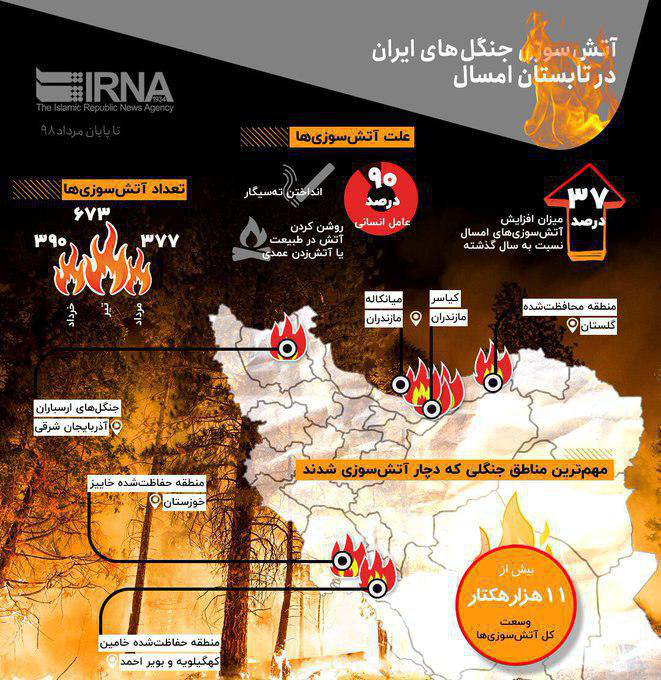 آتش‌سوزی جنگل‌های ایران
در تابستان امسال
IRNA
1934
The Islamic Republic News Agency
تا پایان مرداد ۹۸
علت آتش‌سوزی‌ها
۹۰
درصد
عامل انسانی
انداختن ته‌سیگار
روشن کردن
آتش در طبیعت
یا آتش‌زدن عمدی
۳۷
درصد
میزان افزایش
آتش‌سوزی‌های امسال
نسبت به سال گذشته
تعداد آتش‌سوزی‌ها
۳۹۰
۶۷۳
۳۷۷
خرداد
تیر
مرداد
منطقه محافظت‌شده
گلستان
کیاسر
مازندران
میانکاله
مازندران
جنگل‌های ارسباران
آذربایجان شرقی
مهم‌ترین مناطق جنگلی که دچار آتش‌سوزی شدند
منطقه حفاظت‌شده خاییز
خوزستان
منطقه حفاظت‌شده خامین
کهگیلویه و بویر احمد
بیش از
۱۱ هزار هکتار
وسعت
کل آتش‌سوزی‌ها